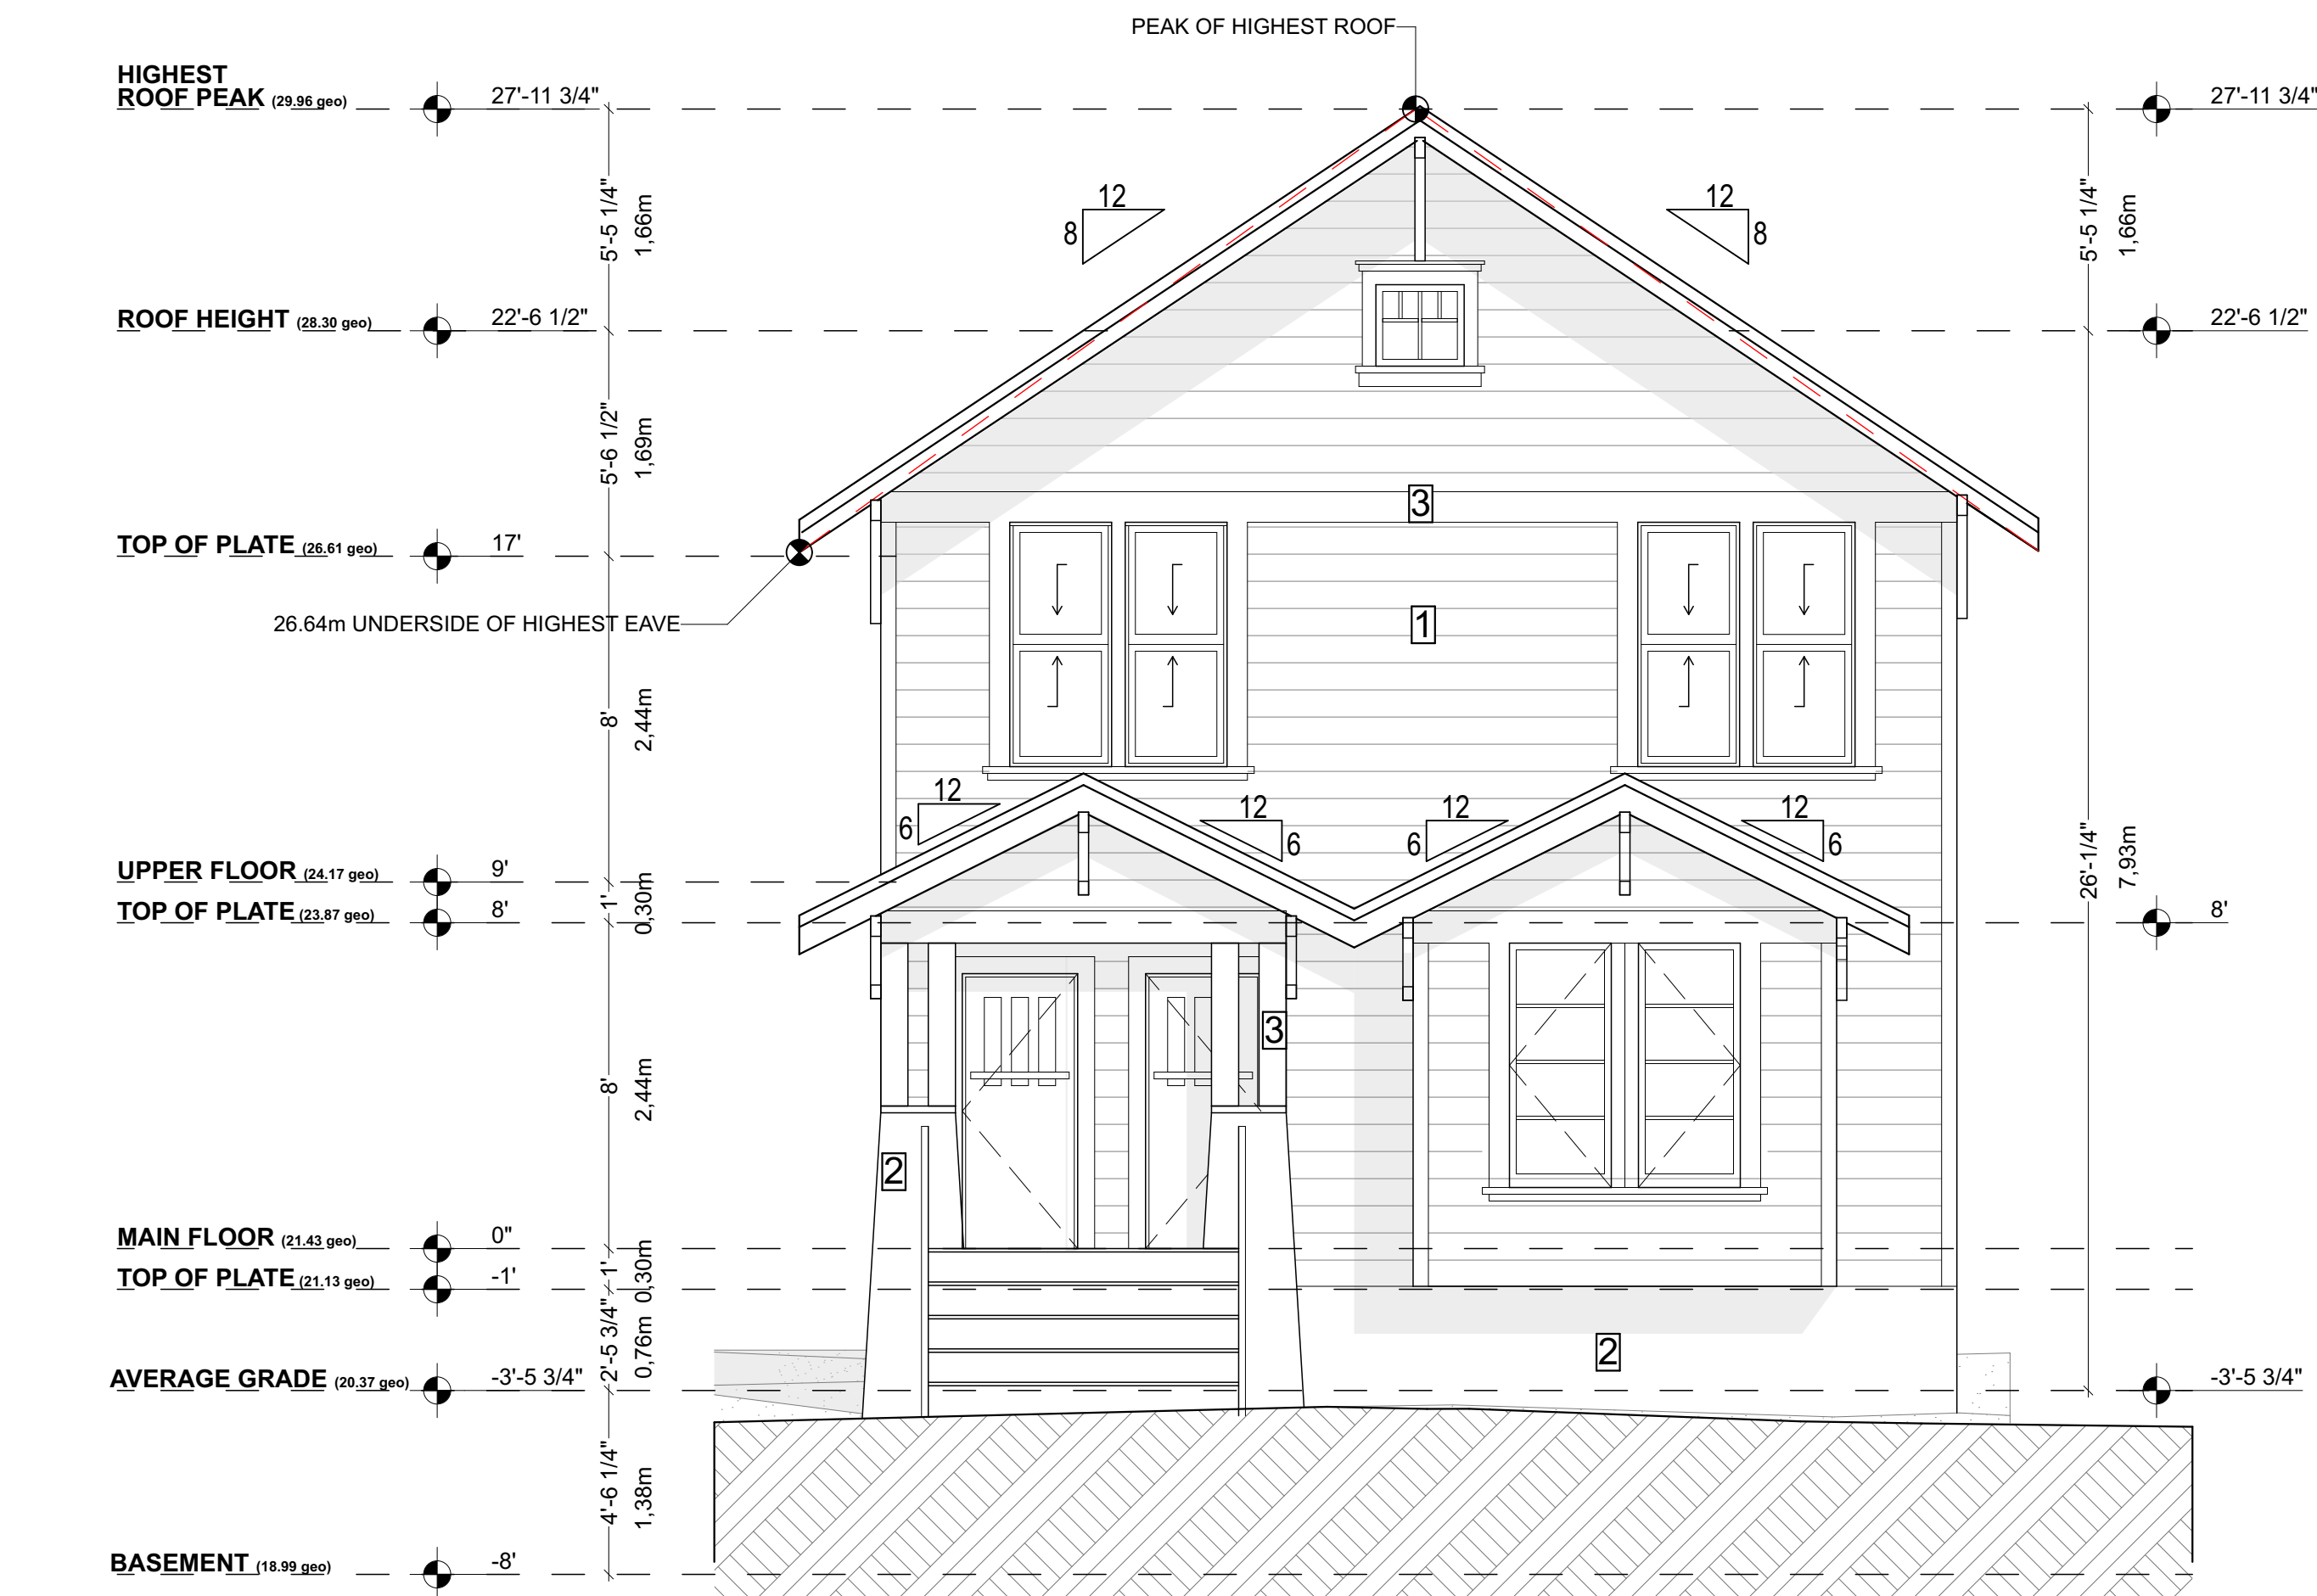 PEAK OF HIGHEST ROOF
HIGHEST
ROOF PEAK (29.96 geo)
27'-11 3/4"
27'-11 3/4"
5'-5 1/4"
1,66m
12
8
12
8
5'-5 1/4"
1,66m
ROOF HEIGHT (28.30 geo)
22'-6 1/2"
22'-6 1/2"
5'-6 1/2"
1,69m
3
TOP OF PLATE (26.61 geo)
17'
26.64m UNDERSIDE OF HIGHEST EAVE
1
8'
2,44m
12
6
12
6
12
6
12
6
26'-1/4"
7,93m
UPPER FLOOR (24.17 geo)
9'
1'
0,30m
TOP OF PLATE (23.87 geo)
8'
8'
3
8'
2,44m
2
MAIN FLOOR (21.43 geo)
0"
1'
0,30m
TOP OF PLATE (21.13 geo)
-1'
2'-5 3/4"
0,76m
2
AVERAGE GRADE (20.37 geo)
-3'-5 3/4"
-3'-5 3/4"
4'-6 1/4"
1,38m
BASEMENT (18.99 geo)
-8'